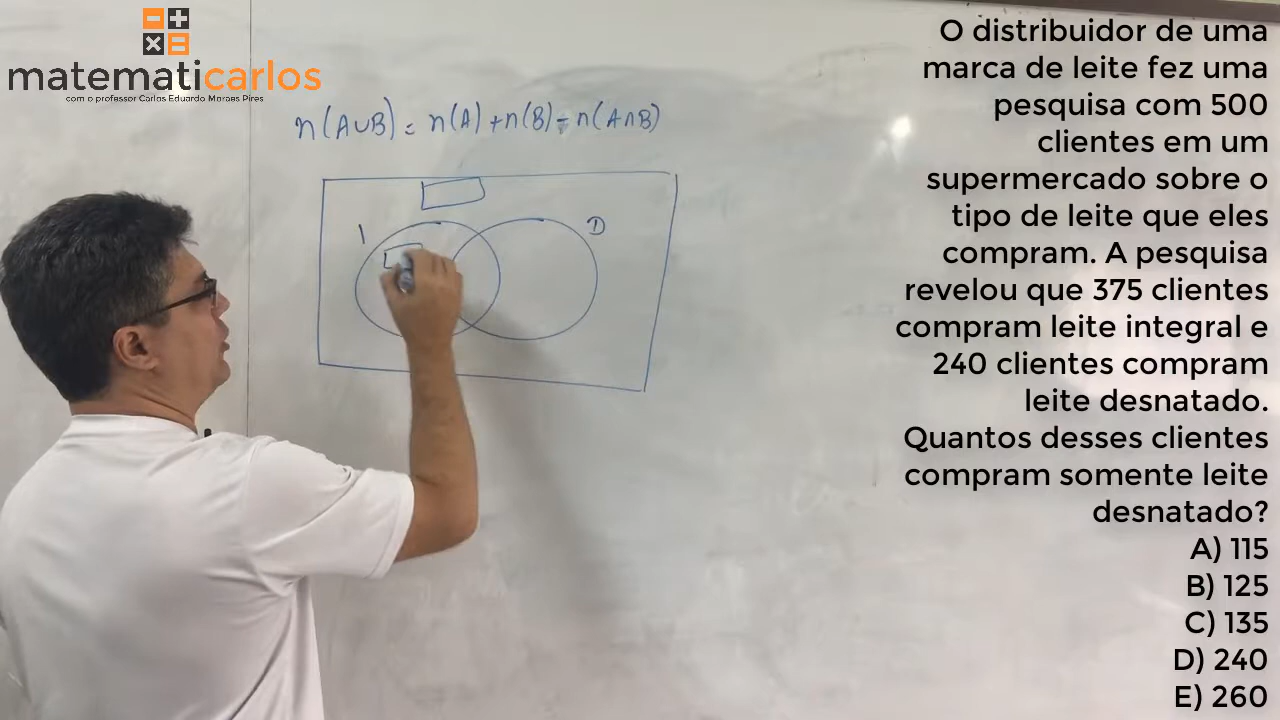 matematicarlos
com o professor Carlos Eduardo Moraes Pires
n(A∪B) = n(A) + n(B) - n(A∩B)
I
D
O distribuidor de uma
marca de leite fez uma
pesquisa com 500
clientes em um
supermercado sobre o
tipo de leite que eles
compram. A pesquisa
revelou que 375 clientes
compram leite integral e
240 clientes compram
leite desnatado.
Quantos desses clientes
compram somente leite
desnatado?
A) 115
B) 125
C) 135
D) 240
E) 260